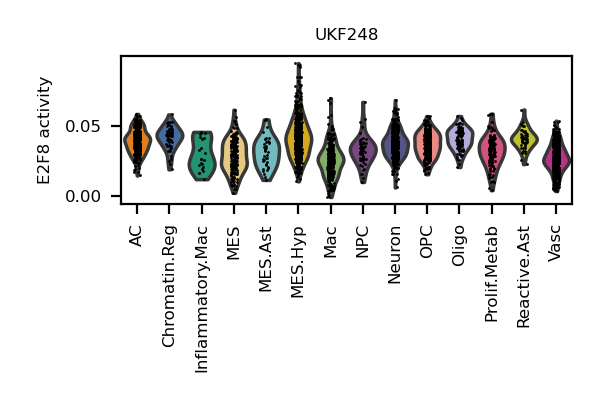 UKF248
E2F8 activity
0.05
0.00
AC
Chromatin.Reg
Inflammatory.Mac
MES
MES.Ast
MES.Hyp
Mac
NPC
Neuron
OPC
Oligo
Prolif.Metab
Reactive.Ast
Vasc